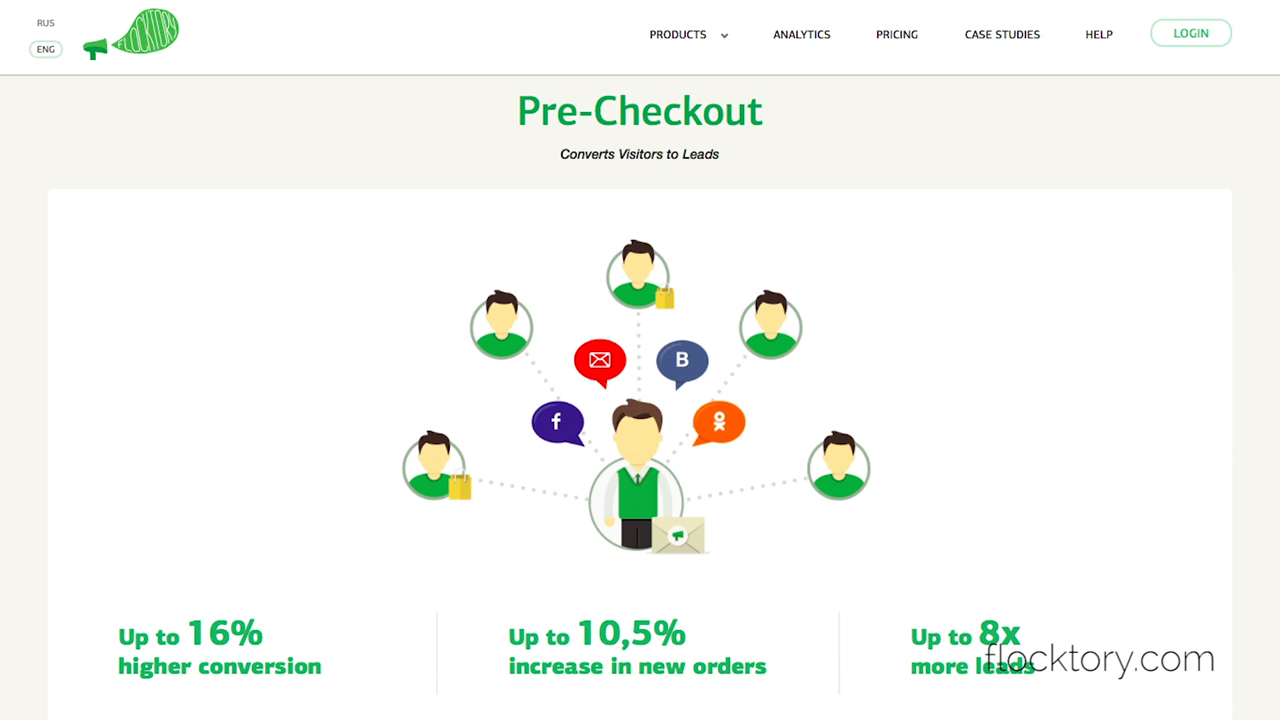 RUS
ENG
FLOCKTORY
PRODUCTS
ANALYTICS
PRICING
CASE STUDIES
HELP
LOGIN
Pre-Checkout
Converts Visitors to Leads
B
f
Up to 16%
higher conversion
Up to 10,5%
increase in new orders
Up to 8x
more leads
flocktory.com